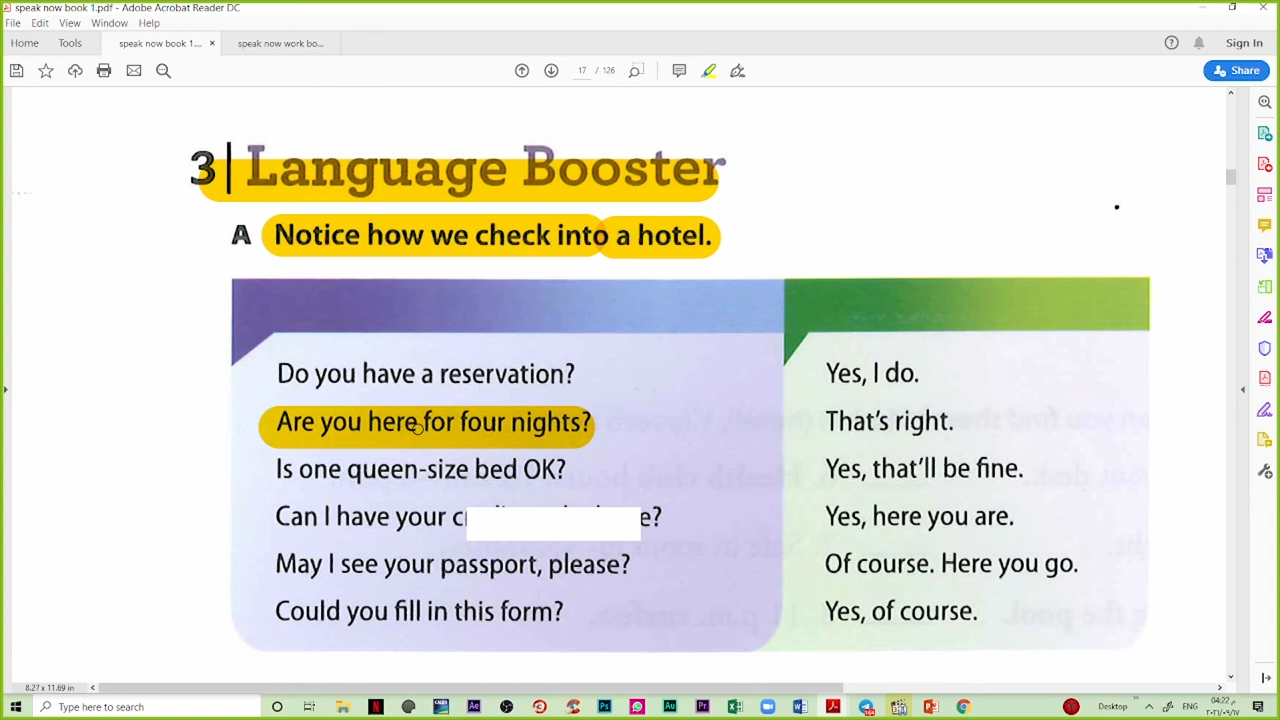 speak now book 1.pdf - Adobe Acrobat Reader DC
File Edit View Window Help
Home Tools speak now book 1.... × speak now work bo... Sign In
17 / 126 Share
3 Language Booster
A Notice how we check into a hotel.
Do you have a reservation? Yes, I do.
Are you here for four nights? That's right.
Is one queen-size bed OK? Yes, that'll be fine.
Can I have your Yes, here you are.
May I see your passport, please? Of course. Here you go.
Could you fill in this form? Yes, of course.
8.27 x 11.69 in
Type here to search Desktop 04:22